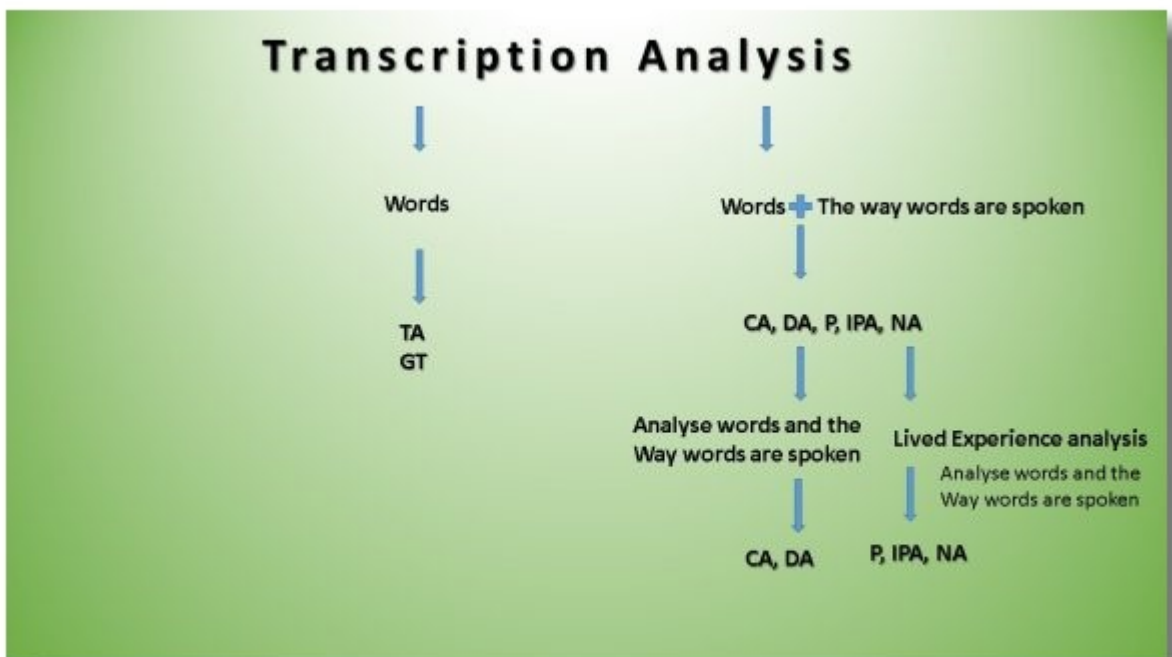 Transcription Analysis
Words
Words + The way words are spoken
TA
GT
CA, DA, P, IPA, NA
Analyse words and the
Way words are spoken
Lived Experience analysis
Analyse words and the
Way words are spoken
CA, DA
P, IPA, NA